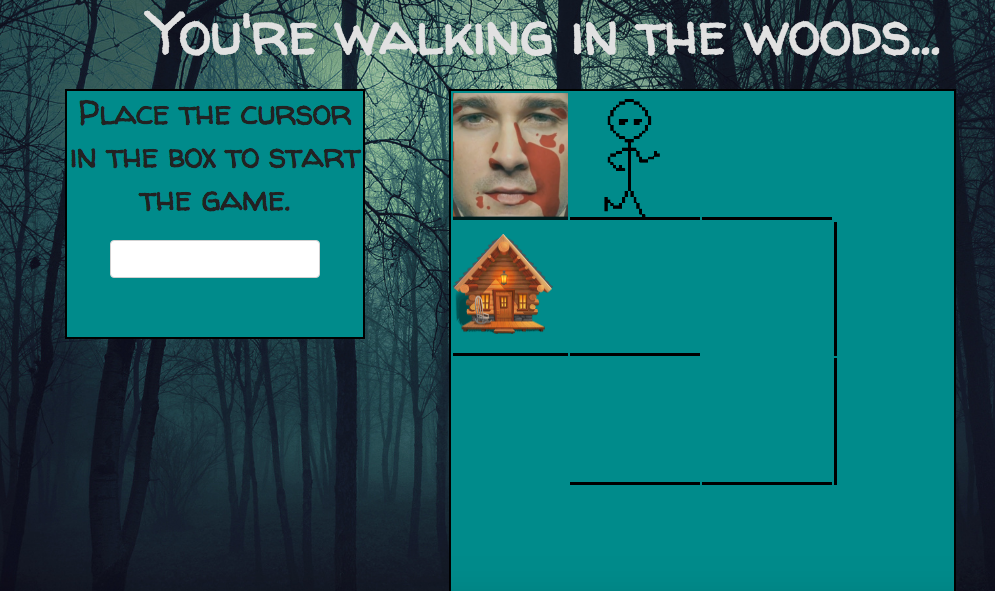 You're walking in the woods...
Place the cursor
in the box to start
the game.